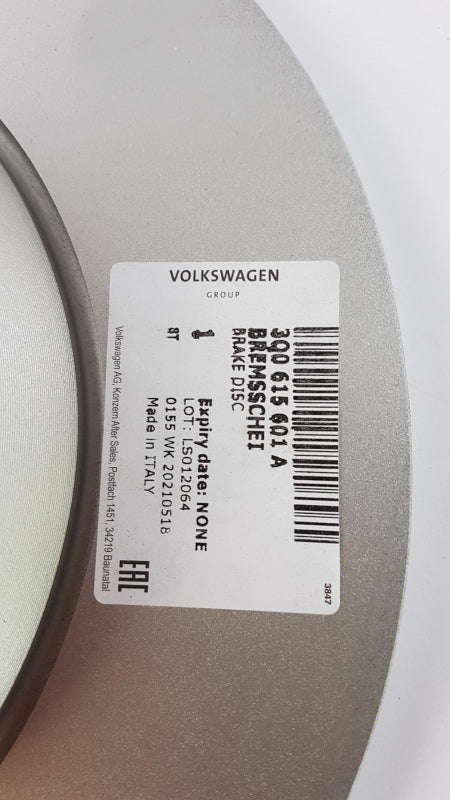 VOLKSWAGEN
GROUP
3Q0 615 601 A
BREMSSCHEI
BRAKE DISC
1
ST
Expiry date: NONE
LOT: LS012064
0155 WK 20210518
Made in ITALY
EAC
Volkswagen AG, Konzern After Sales, Postfach 1451, 34219 Baunatal
3847